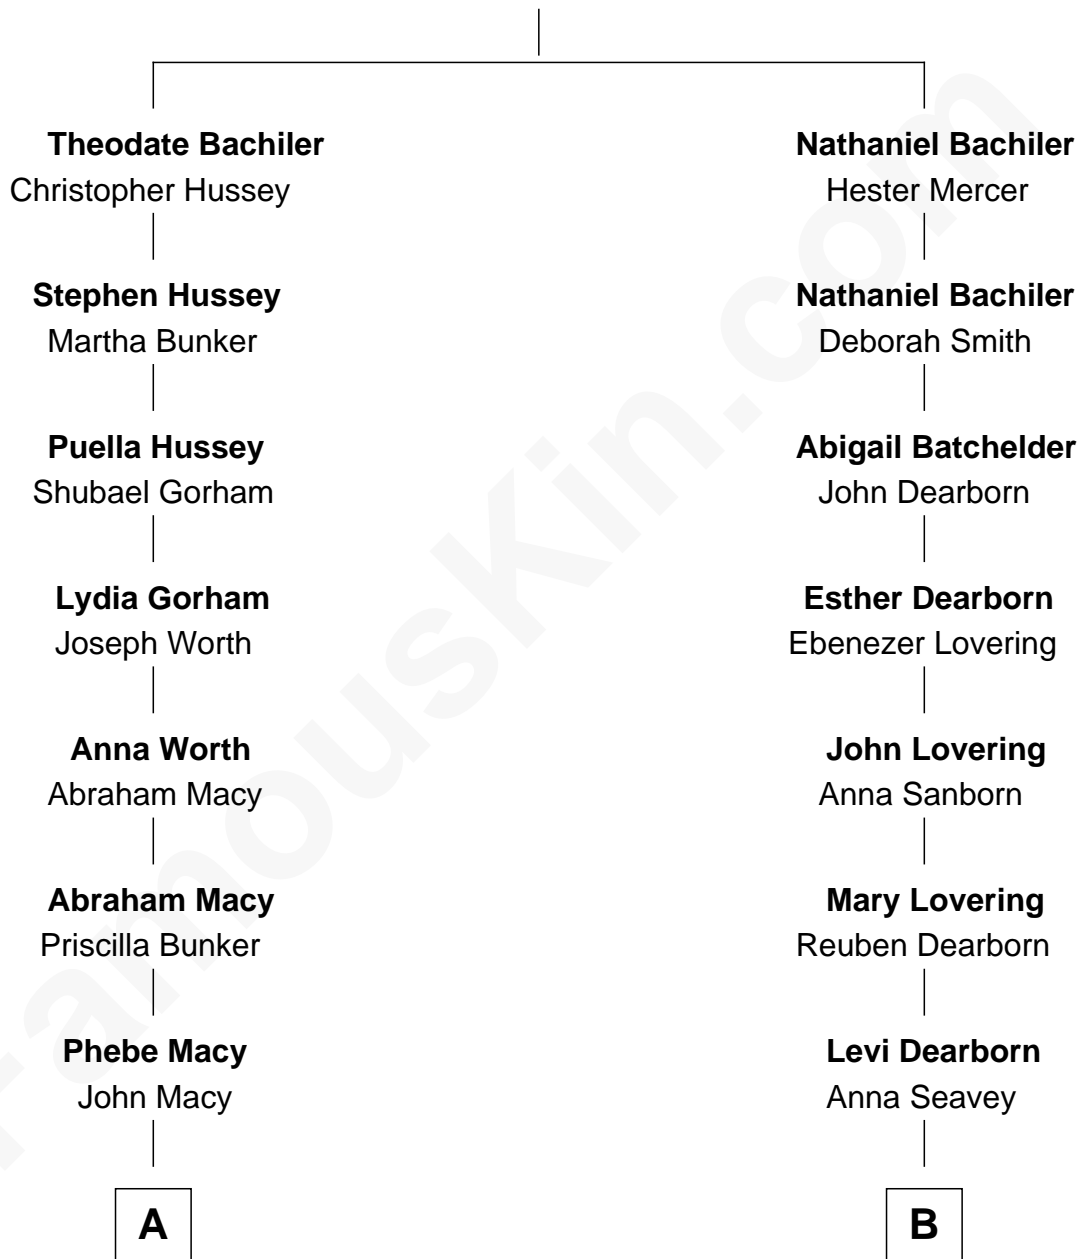 Theodate Bachiler
Christopher Hussey
Stephen Hussey
Martha Bunker
Puella Hussey
Shubael Gorham
Lydia Gorham
Joseph Worth
Anna Worth
Abraham Macy
Abraham Macy
Priscilla Bunker
Phebe Macy
John Macy
A
Nathaniel Bachiler
Hester Mercer
Nathaniel Bachiler
Deborah Smith
Abigail Batchelder
John Dearborn
Esther Dearborn
Ebenezer Lovering
John Lovering
Anna Sanborn
Mary Lovering
Reuben Dearborn
Levi Dearborn
Anna Seavey
B
FamousKin.com